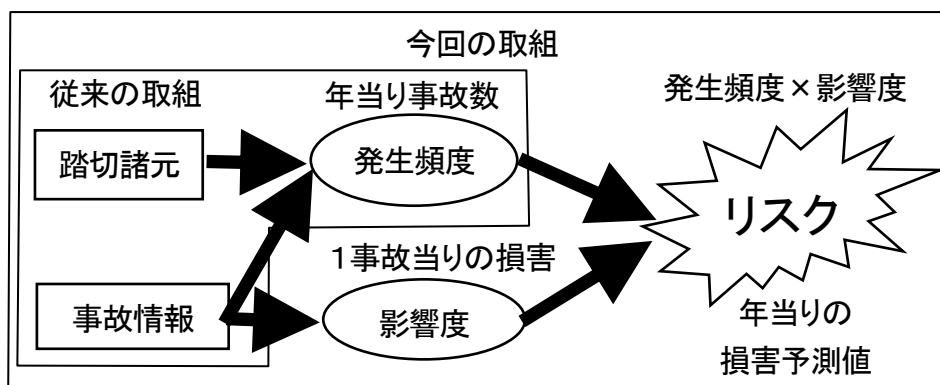 今回の取組
従来の取組
年当り事故数
発生頻度×影響度
踏切諸元
発生頻度
リスク
1事故当りの損害
事故情報
影響度
年当りの
損害予測値